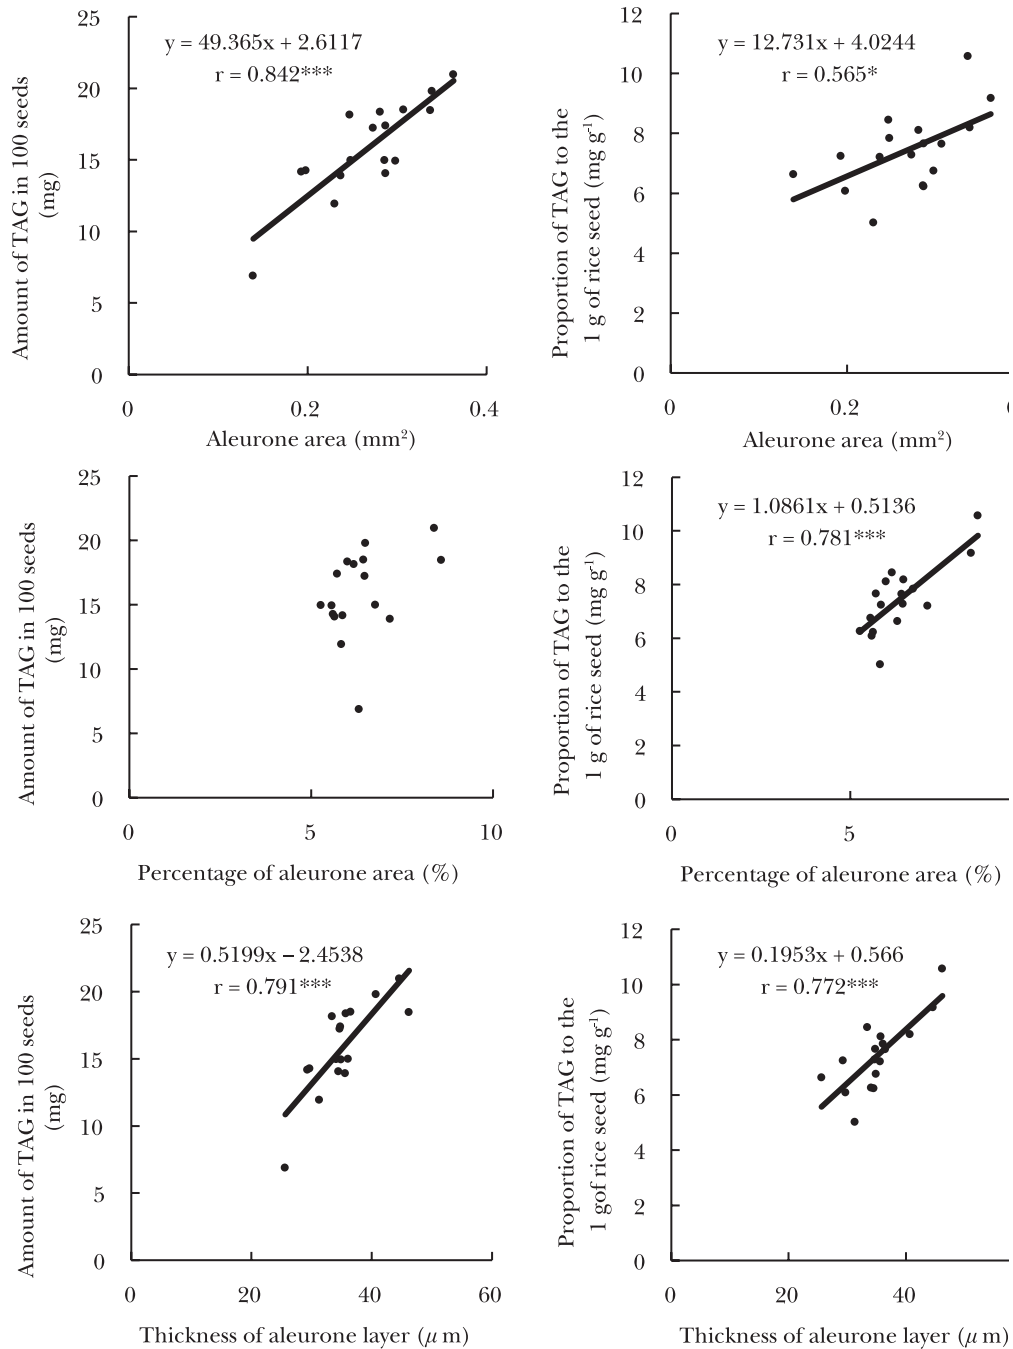 25
20
15
10
5
0
Amount of TAG in 100 seeds
(mg)
y = 49.365x + 2.6117
r = 0.842***
0
0.2
0.4
Aleurone area (mm²)
12
10
8
6
4
2
0
Proportion of TAG to the
1 g of rice seed (mg g⁻¹)
y = 12.731x + 4.0244
r = 0.565*
0
0.2
Aleurone area (mm²)
25
20
15
10
5
0
Amount of TAG in 100 seeds
(mg)
0
5
10
Percentage of aleurone area (%)
12
10
8
6
4
2
0
Proportion of TAG to the
1 g of rice seed (mg g⁻¹)
y = 1.0861x + 0.5136
r = 0.781***
0
5
Percentage of aleurone area (%)
25
20
15
10
5
0
Amount of TAG in 100 seeds
(mg)
y = 0.5199x − 2.4538
r = 0.791***
0
20
40
60
Thickness of aleurone layer (μ m)
12
10
8
6
4
2
0
Proportion of TAG to the
1 gof rice seed (mg g⁻¹)
y = 0.1953x + 0.566
r = 0.772***
0
20
40
Thickness of aleurone layer (μ m)